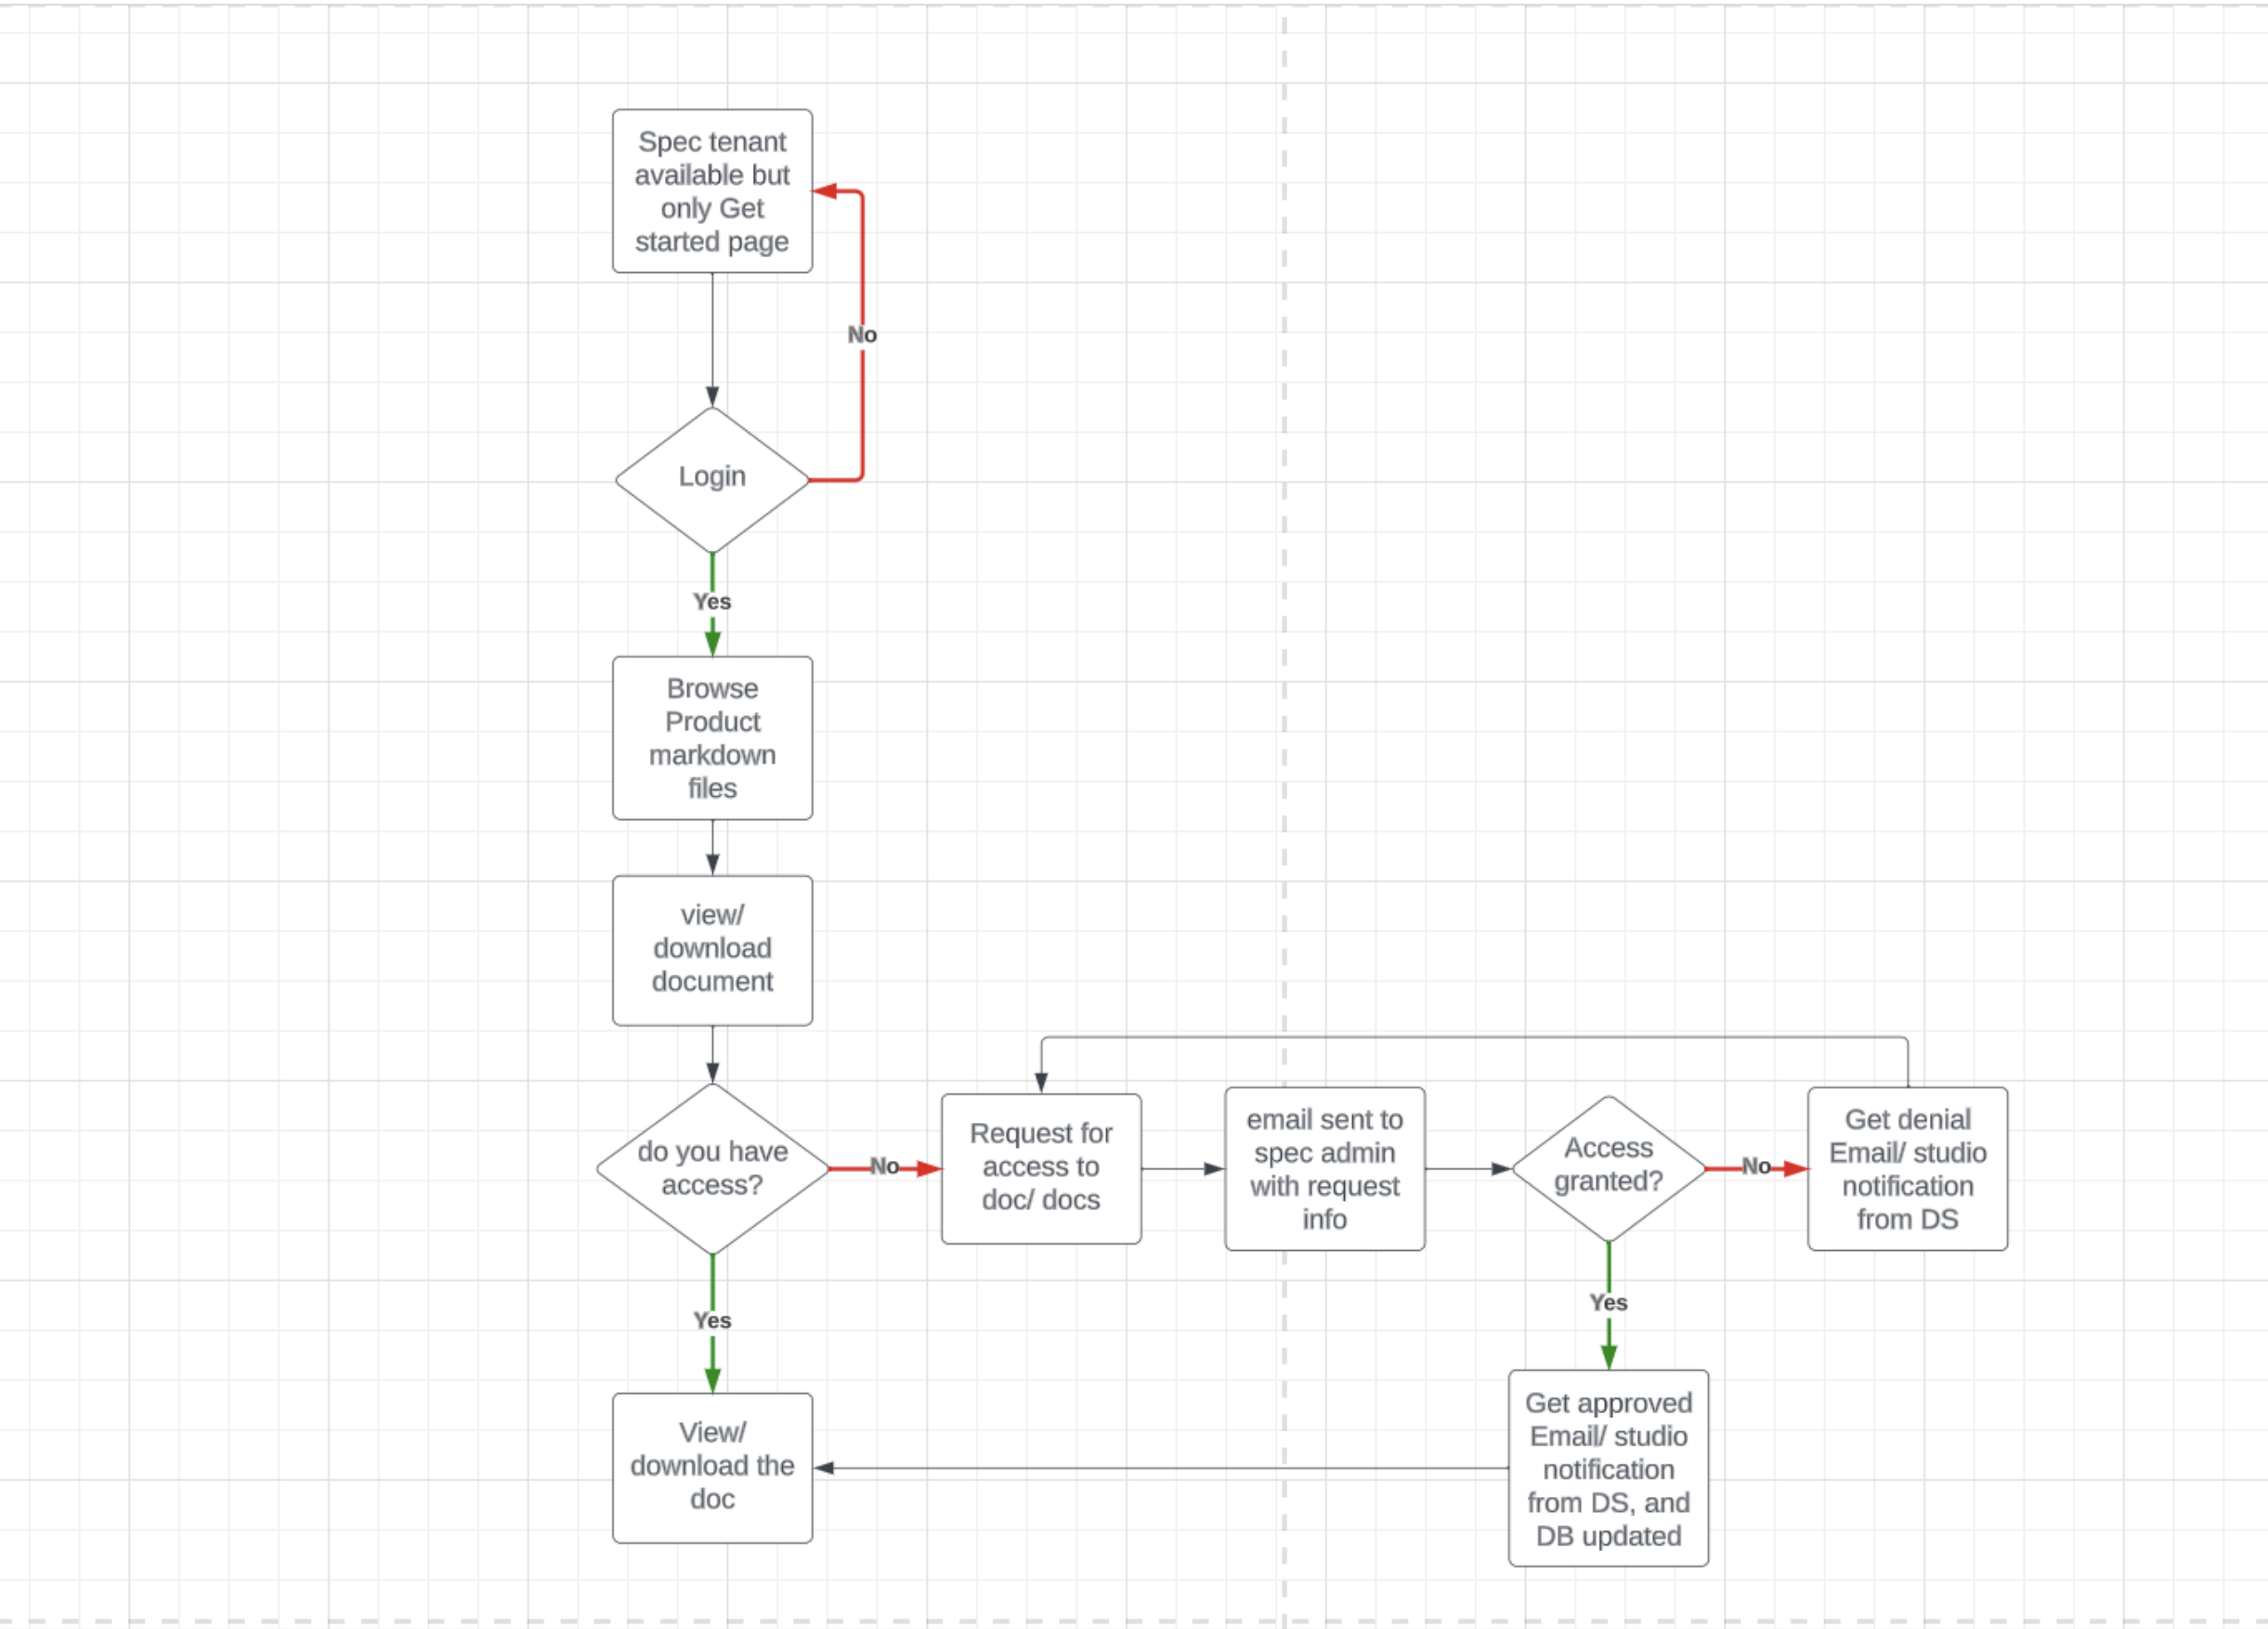 Spec tenant
available but
only Get
started page
No
Login
Yes
Browse
Product
markdown
files
view/
download
document
do you have
access?
No
Request for
access to
doc/ docs
email sent to
spec admin
with request
info
Access
granted?
No
Get denial
Email/ studio
notification
from DS
Yes
Yes
View/
download the
doc
Get approved
Email/ studio
notification
from DS, and
DB updated